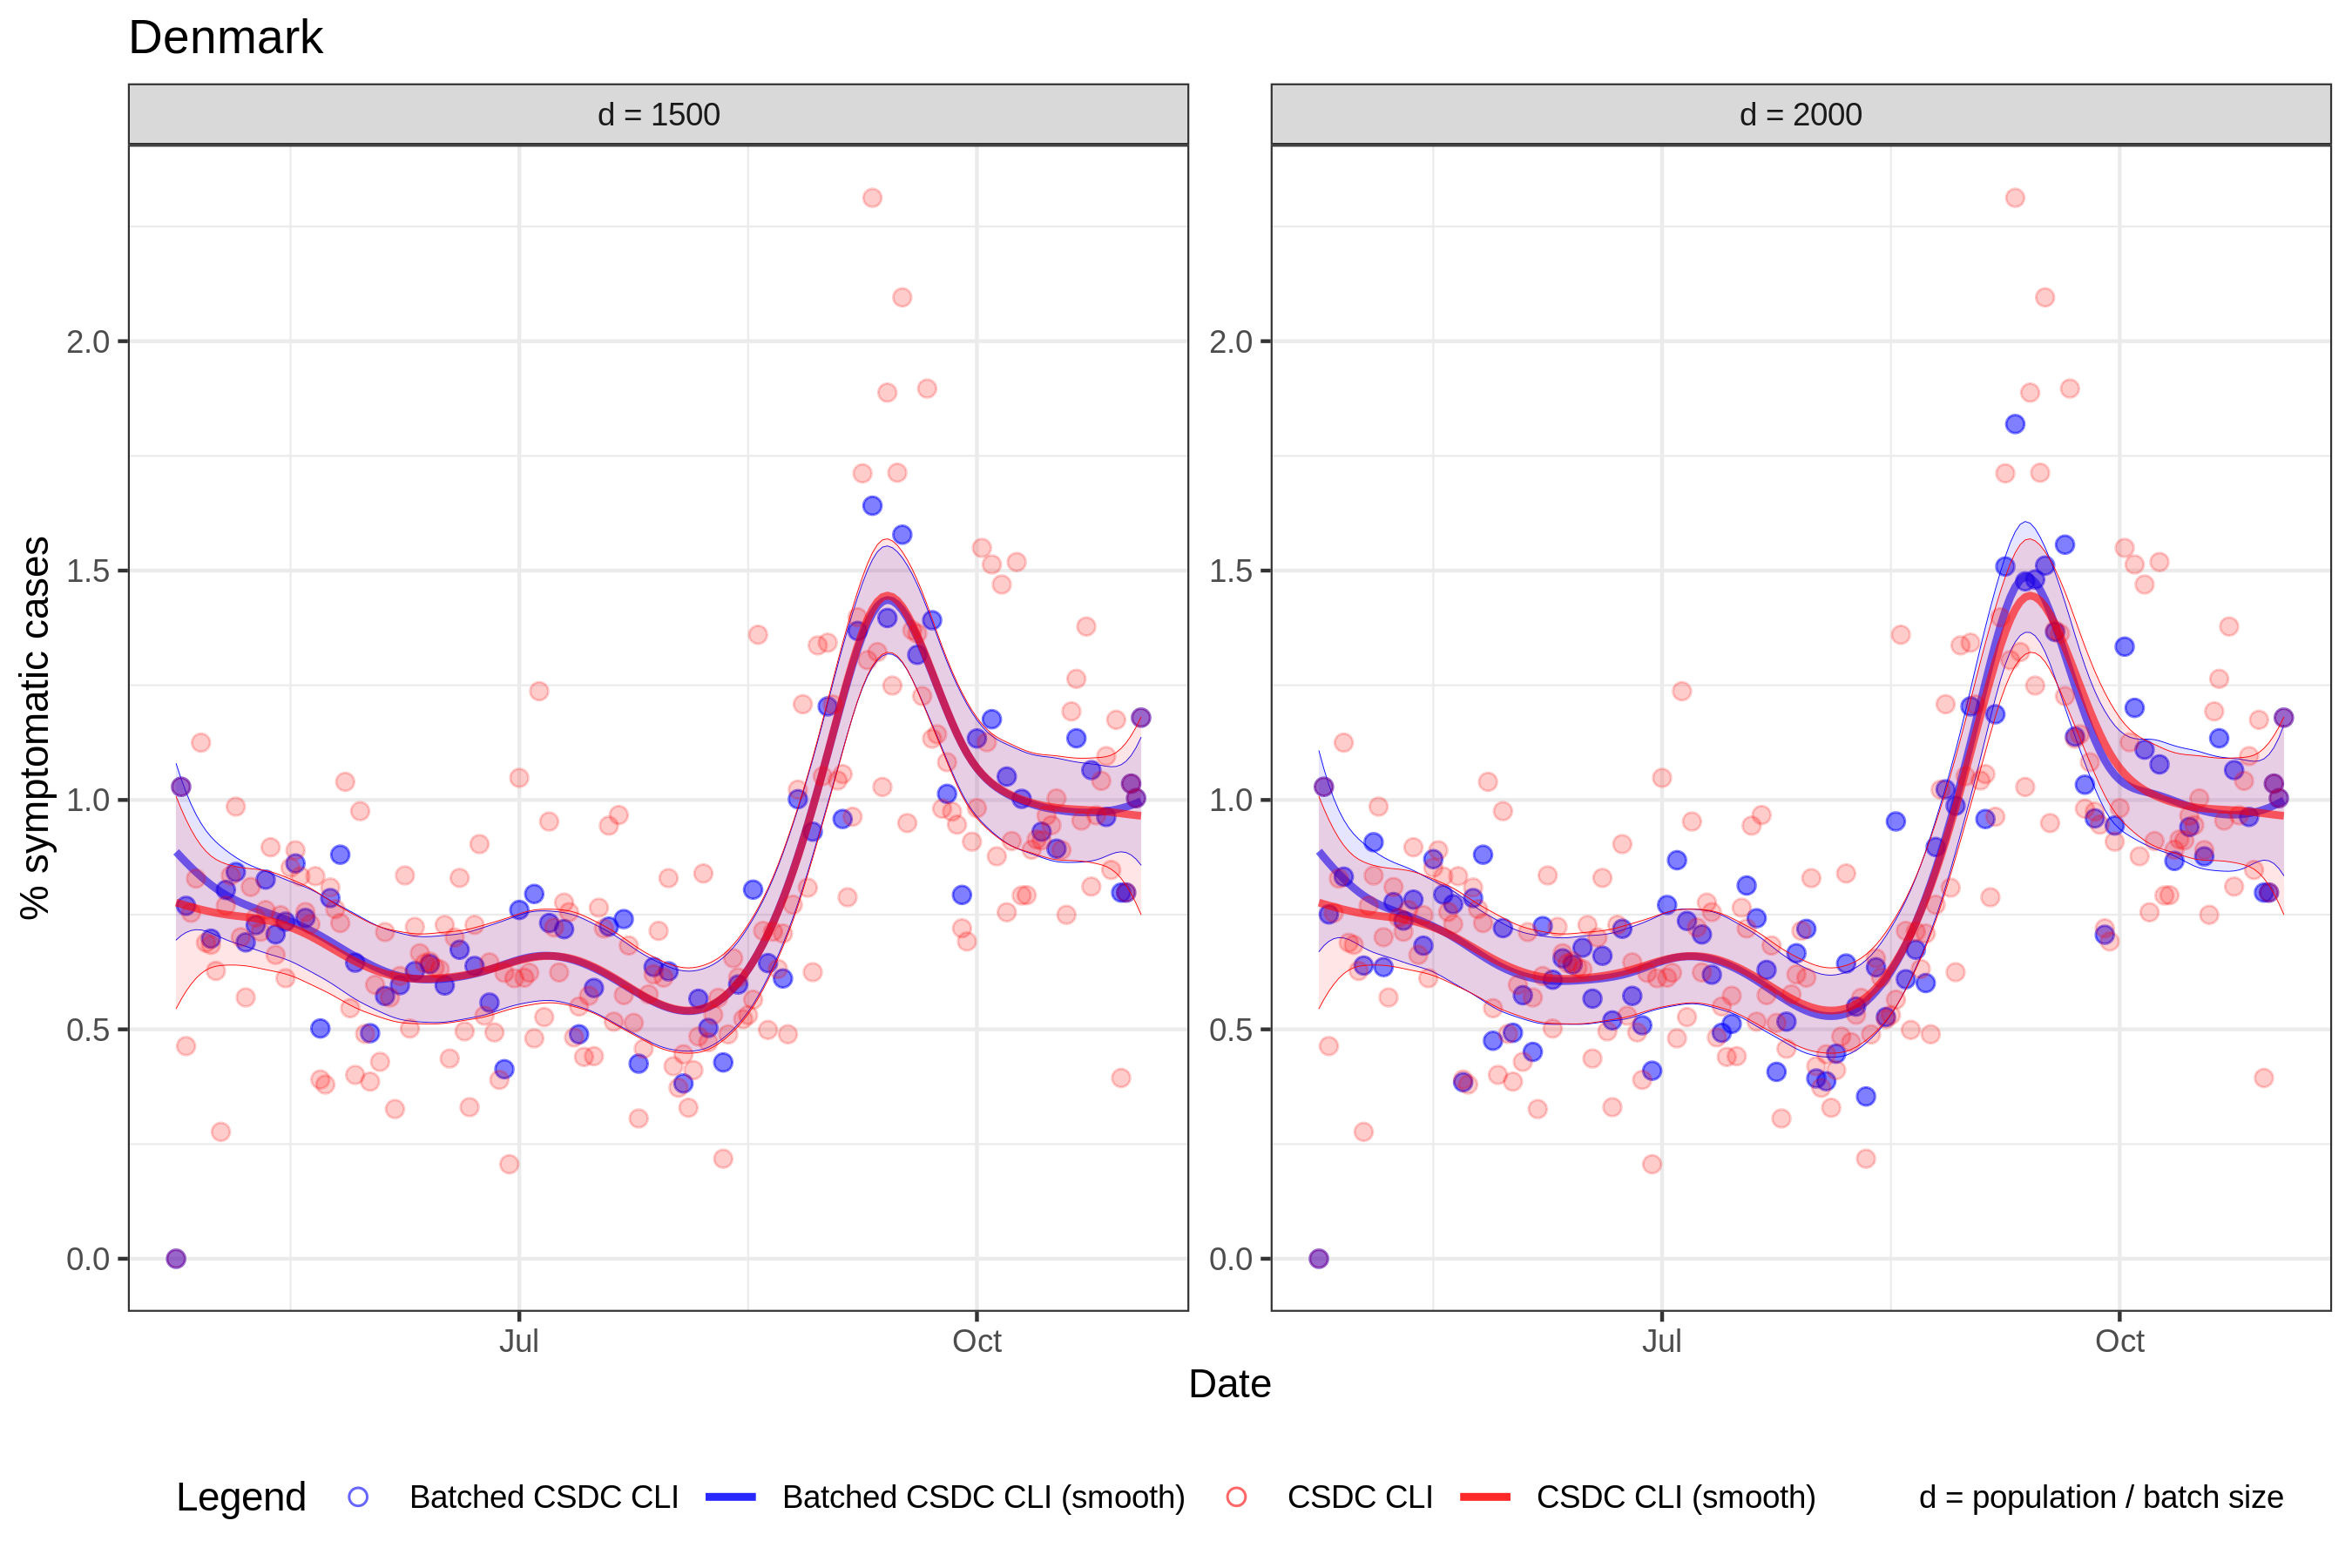 Denmark
d = 1500
d = 2000
% symptomatic cases
2.0
1.5
1.0
0.5
0.0
2.0
1.5
1.0
0.5
0.0
Jul
Oct
Jul
Oct
Date
Legend Batched CSDC CLI Batched CSDC CLI (smooth) CSDC CLI CSDC CLI (smooth) d = population / batch size